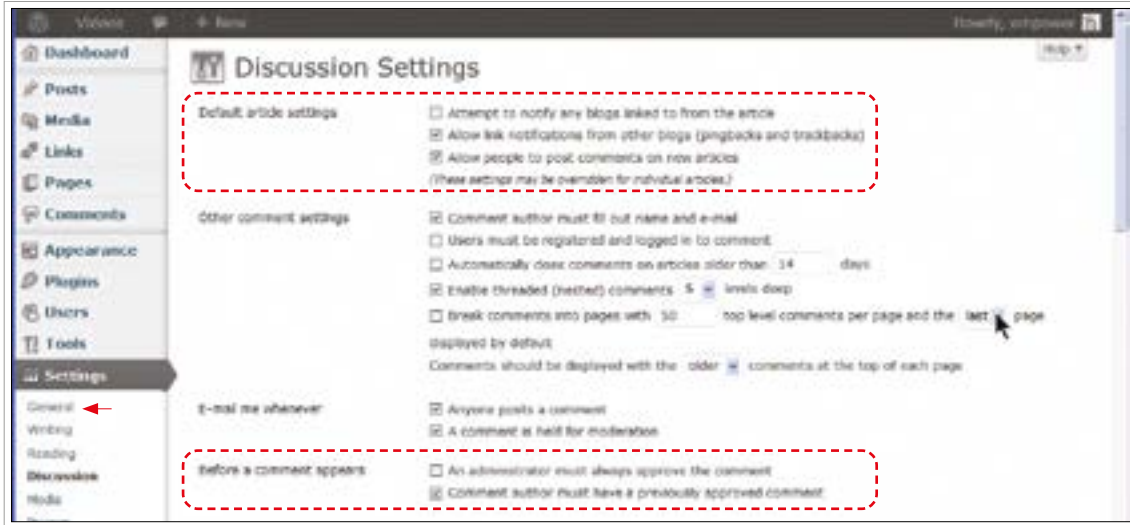 + New
Howdy, empower
Help
Dashboard
Posts
Media
Links
Pages
Comments
Appearance
Plugins
Users
Tools
Settings
General
Writing
Reading
Discussion
Media
Discussion Settings
Default article settings
Attempt to notify any blogs linked to from the article
Allow link notifications from other blogs (pingbacks and trackbacks)
Allow people to post comments on new articles
(These settings may be overridden for individual articles.)
Other comment settings
Comment author must fill out name and e-mail
Users must be registered and logged in to comment
Automatically close comments on articles older than 14 days
Enable threaded (nested) comments 5 levels deep
Break comments into pages with 50 top level comments per page and the last page
displayed by default
Comments should be displayed with the older comments at the top of each page
E-mail me whenever
Anyone posts a comment
A comment is held for moderation
Before a comment appears
An administrator must always approve the comment
Comment author must have a previously approved comment